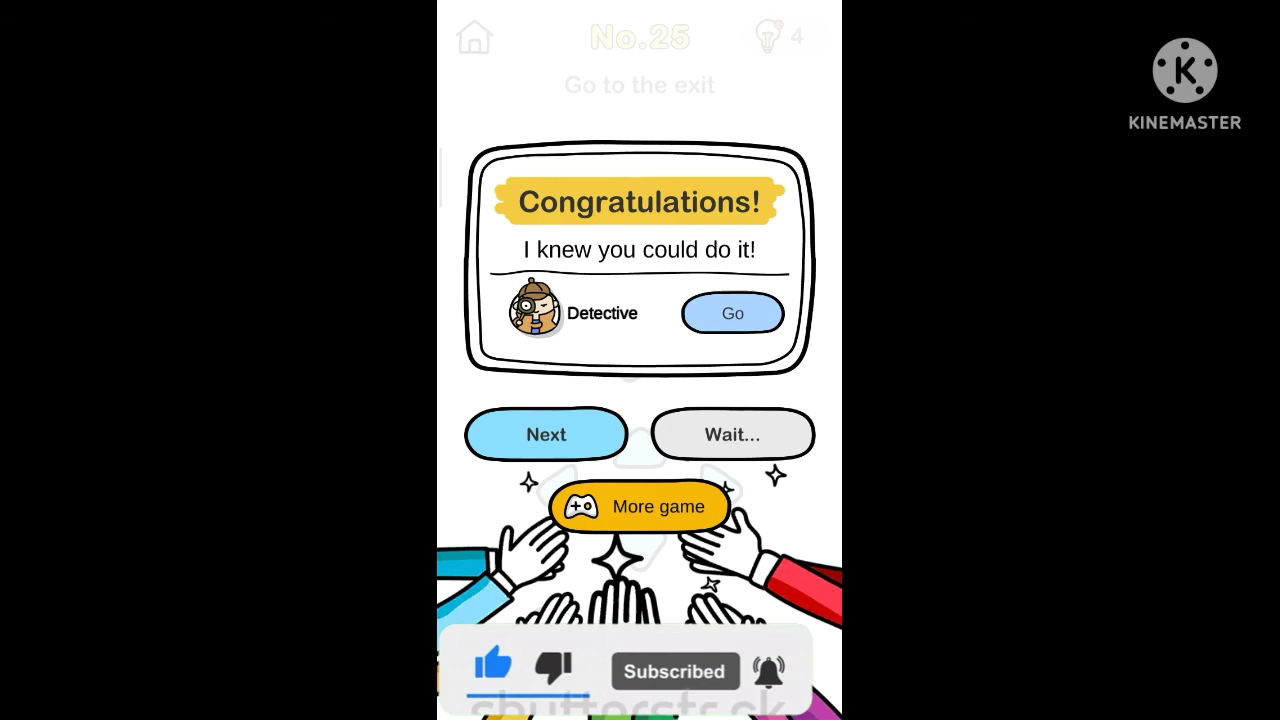 No.25
4
Go to the exit
KINEMASTER
Congratulations!
I knew you could do it!
Detective
Go
Next
Wait...
More game
Subscribed